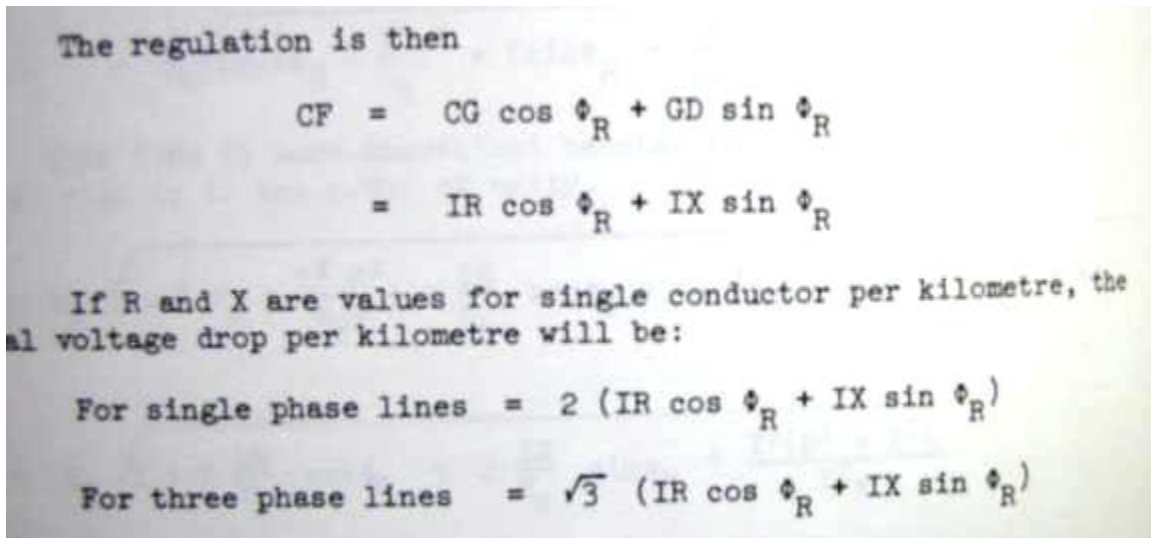 The regulation is then
CF = CG cos Φ_R + GD sin Φ_R
= IR cos Φ_R + IX sin Φ_R
If R and X are values for single conductor per kilometre, the
al voltage drop per kilometre will be:
For single phase lines = 2 (IR cos Φ_R + IX sin Φ_R)
For three phase lines = √3 (IR cos Φ_R + IX sin Φ_R)